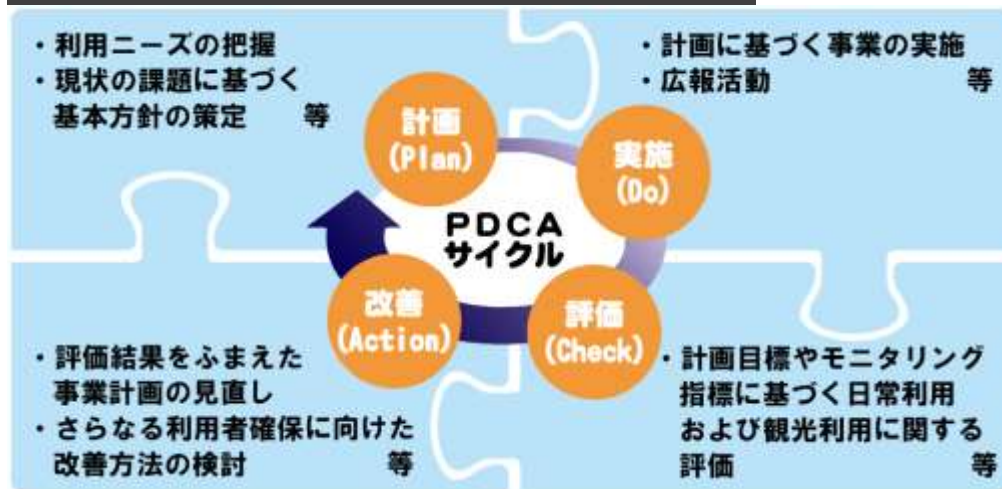 ・利用ニーズの把握
・現状の課題に基づく
基本方針の策定　　等
計画
(Plan)
・計画に基づく事業の実施
・広報活動　　　　　　　等
実施
(Do)
PDCA
サイクル
改善
(Action)
・評価結果をふまえた
事業計画の見直し
・さらなる利用者確保に向けた
改善方法の検討　　　　等
評価
(Check)
・計画目標やモニタリング
指標に基づく日常利用
および観光利用に関する
評価　　　　　　　　等